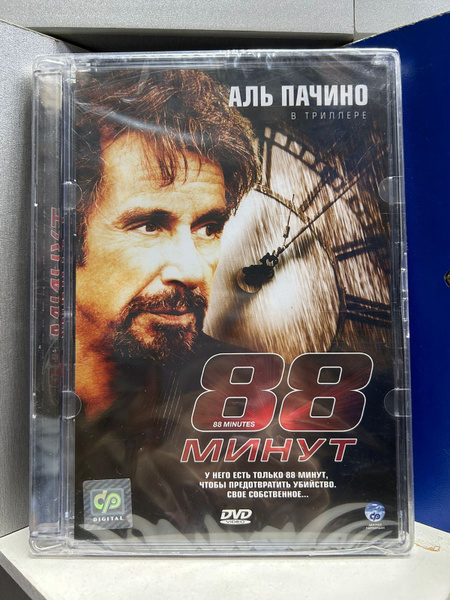 АЛЬ ПАЧИНО
В ТРИЛЛЕРЕ
88
88 MINUTES
МИНУТ
У НЕГО ЕСТЬ ТОЛЬКО 88 МИНУТ,
ЧТОБЫ ПРЕДОТВРАТИТЬ УБИЙСТВО.
СВОЕ СОБСТВЕННОЕ...
DIGITAL
DVD
VIDEO